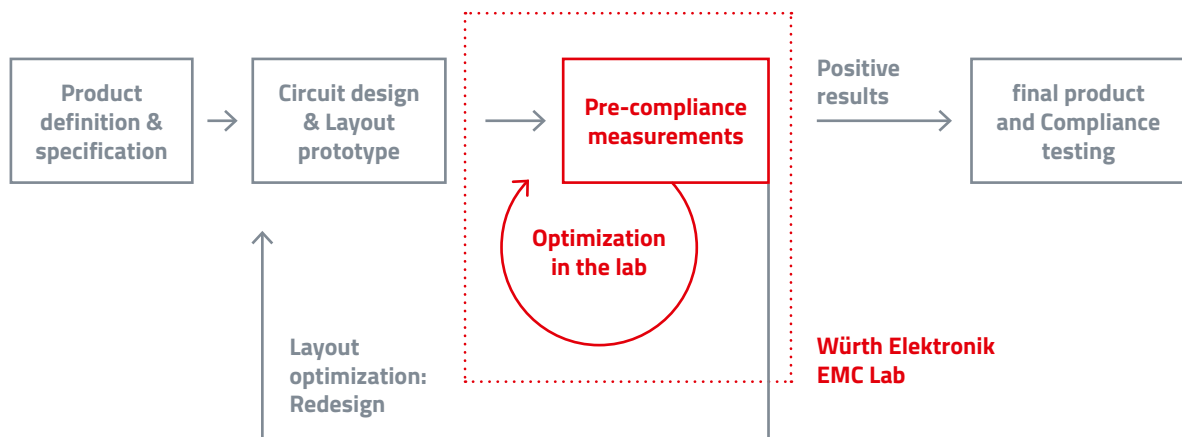 Product
definition &
specification
Circuit design
& Layout
prototype
Pre-compliance
measurements
Positive
results
final product
and Compliance
testing
Optimization
in the lab
Layout
optimization:
Redesign
Würth Elektronik
EMC Lab